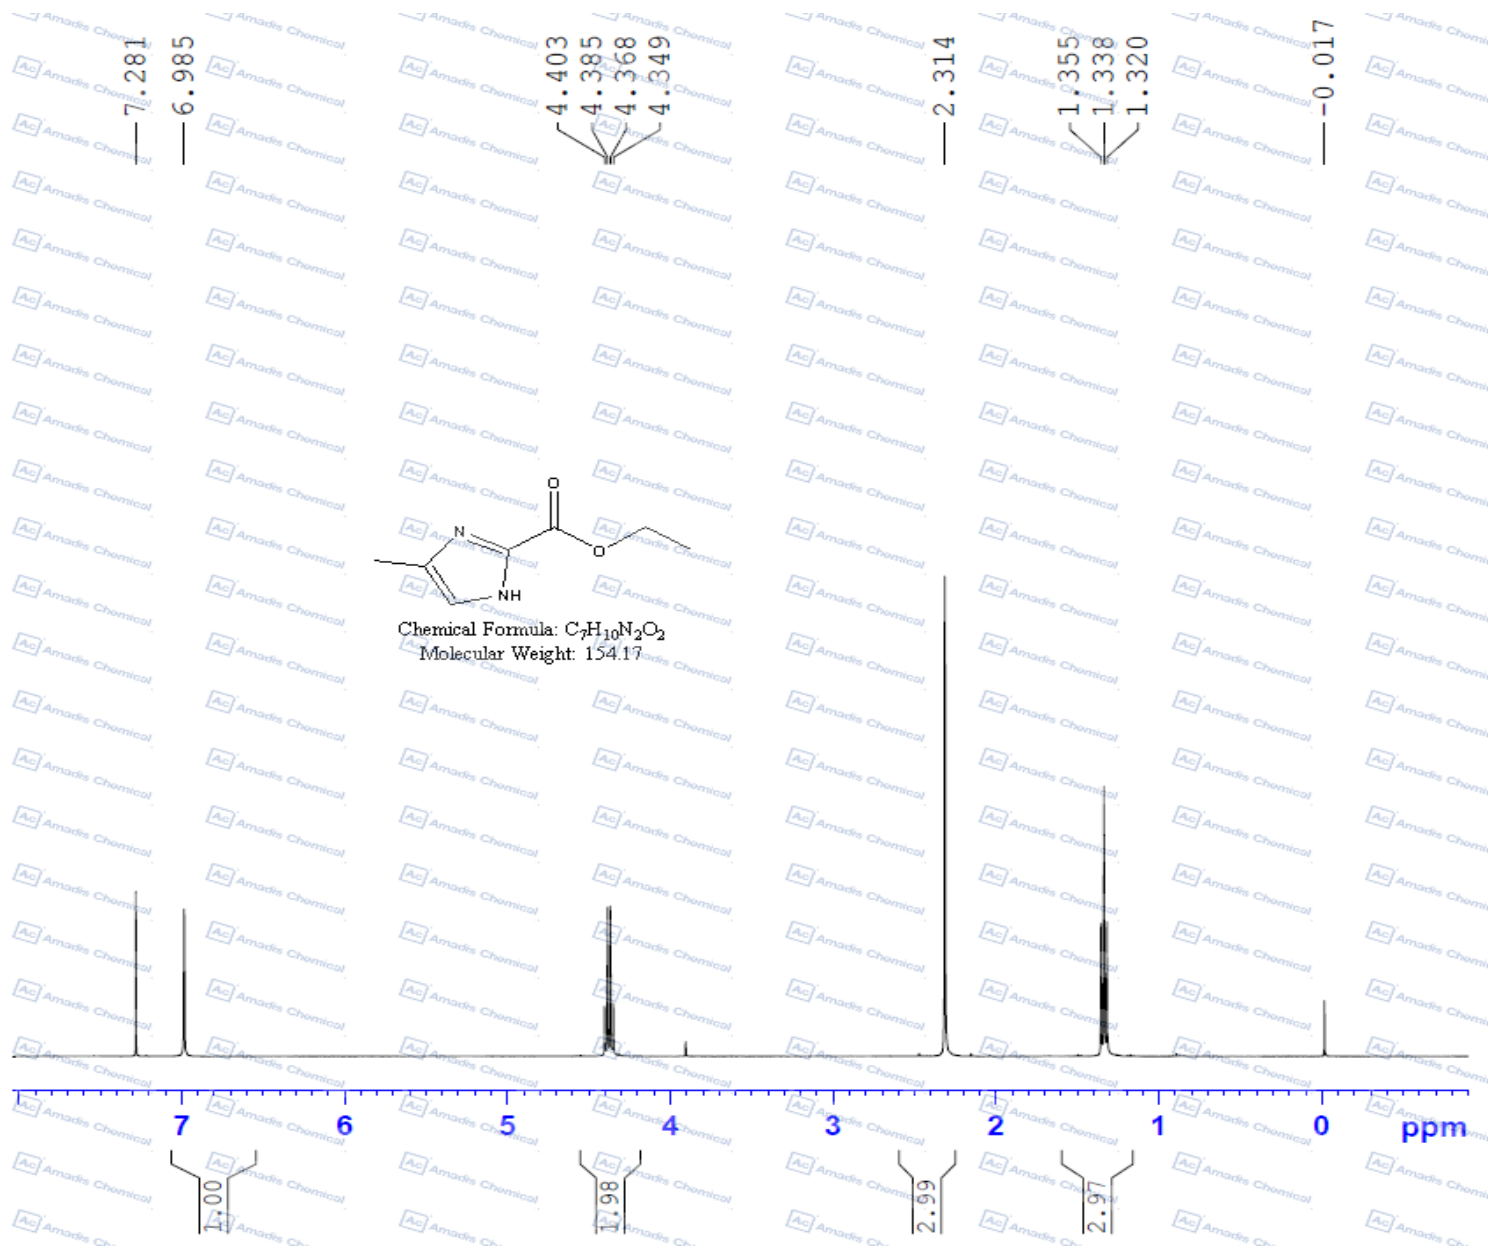 7.281
6.985
4.403
4.385
4.368
4.349
2.314
1.355
1.338
1.320
-0.017
O
N
O
NH
Chemical Formula: C7H10N2O2
Molecular Weight: 154.17
7 6 5 4 3 2 1 0 ppm
1.00
1.98
2.99
2.97
Ac Amadis Chemical